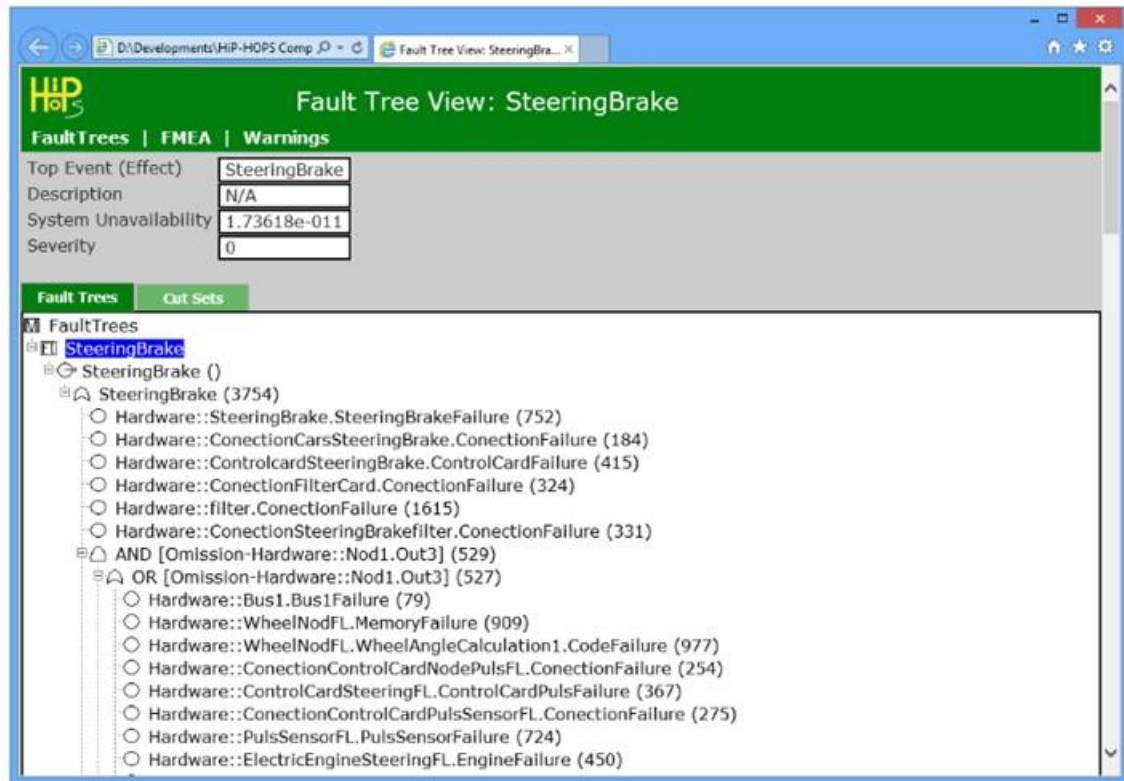 D:\Developments\HiP-HOPS Comp
Fault Tree View: SteeringBra...
HiP
HoPs
Fault Tree View: SteeringBrake
FaultTrees | FMEA | Warnings
Top Event (Effect) SteeringBrake
Description N/A
System Unavailability 1.73618e-011
Severity 0
Fault Trees Cut Sets
FaultTrees
SteeringBrake
SteeringBrake ()
SteeringBrake (3754)
Hardware::SteeringBrake.SteeringBrakeFailure (752)
Hardware::ConectionCarsSteeringBrake.ConectionFailure (184)
Hardware::ControlcardSteeringBrake.ControlCardFailure (415)
Hardware::ConectionFilterCard.ConectionFailure (324)
Hardware::filter.ConectionFailure (1615)
Hardware::ConectionSteeringBrakefilter.ConectionFailure (331)
AND [Omission-Hardware::Nod1.Out3] (529)
OR [Omission-Hardware::Nod1.Out3] (527)
Hardware::Bus1.Bus1Failure (79)
Hardware::WheelNodFL.MemoryFailure (909)
Hardware::WheelNodFL.WheelAngleCalculation1.CodeFailure (977)
Hardware::ConectionControlCardNodePulsFL.ConectionFailure (254)
Hardware::ControlCardSteeringFL.ControlCardPulsFailure (367)
Hardware::ConectionControlCardPulsSensorFL.ConectionFailure (275)
Hardware::PulsSensorFL.PulsSensorFailure (724)
Hardware::ElectricEngineSteeringFL.EngineFailure (450)